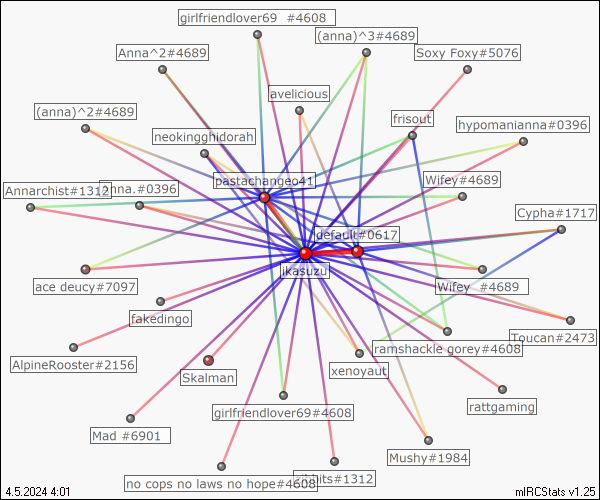 girlfriendlover69 #4608
(anna)^3#4689
Anna^2#4689
Soxy Foxy#5076
avelicious
(anna)^2#4689
frisout
hypomanianna#0396
neokingghidorah
pastachangeo41
Wifey#4689
Annarchist#1312
Anna.#0396
Cypha#1717
default#0617
jkasuzu
ace deucy#7097
Wifey #4689
fakedingo
Toucan#2473
ramshackle gorey#4608
AlpineRooster#2156
Skalman
xenoyaut
girlfriendlover69#4608
rattgaming
Mad #6901
Mushy#1984
no cops no laws no hope#4608
#1312
4.5.2024 4:01
mIRCStats v1.25